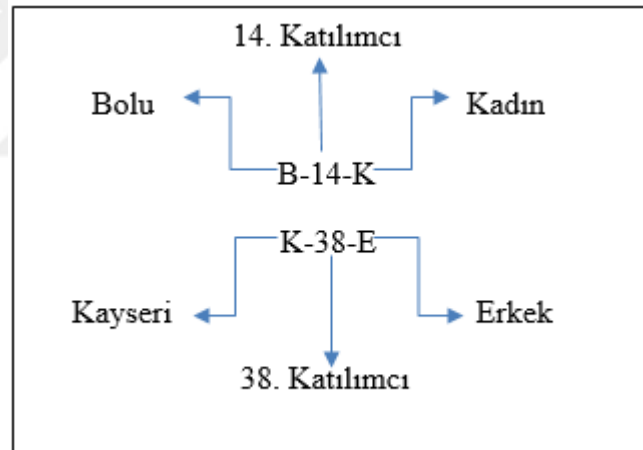 14. Katılımcı
Bolu
Kadın
B-14-K
K-38-E
Kayseri
Erkek
38. Katılımcı